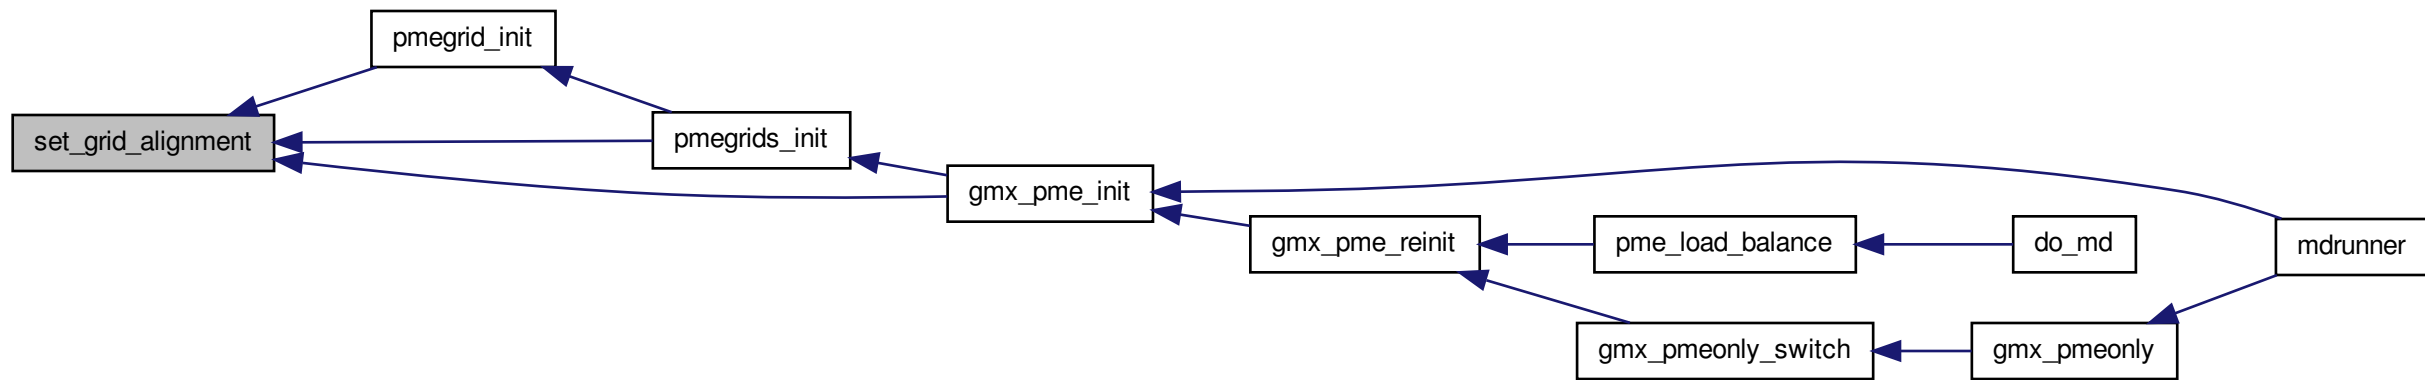 pmegrid_init
set_grid_alignment
pmegrids_init
gmx_pme_init
gmx_pme_reinit
pme_load_balance
do_md
mdrunner
gmx_pmeonly_switch
gmx_pmeonly